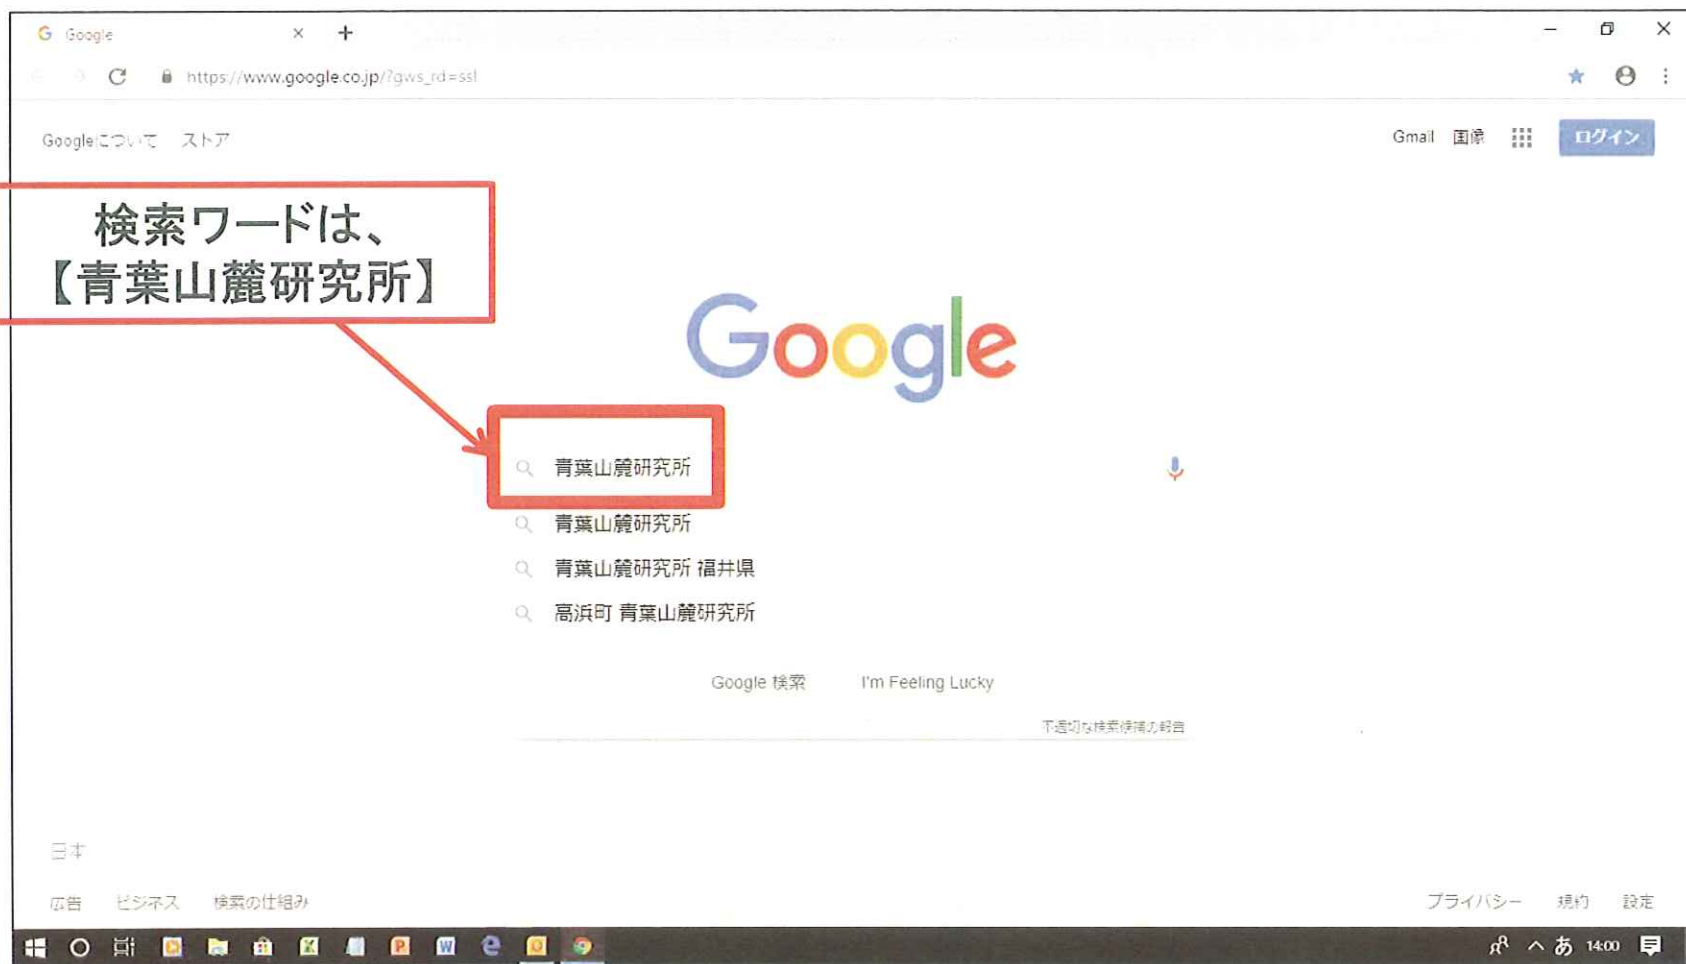 Google
https://www.google.co.jp/?gws_rd=ssl
Googleについて ストア
Gmail 画像 ログイン
検索ワードは、
【青葉山麓研究所】
Google
青葉山麓研究所
青葉山麓研究所
青葉山麓研究所 福井県
高浜町 青葉山麓研究所
Google 検索 I'm Feeling Lucky
不適切な検索候補の報告
日本
広告 ビジネス 検索の仕組み
プライバシー 規約 設定
あ 14:00